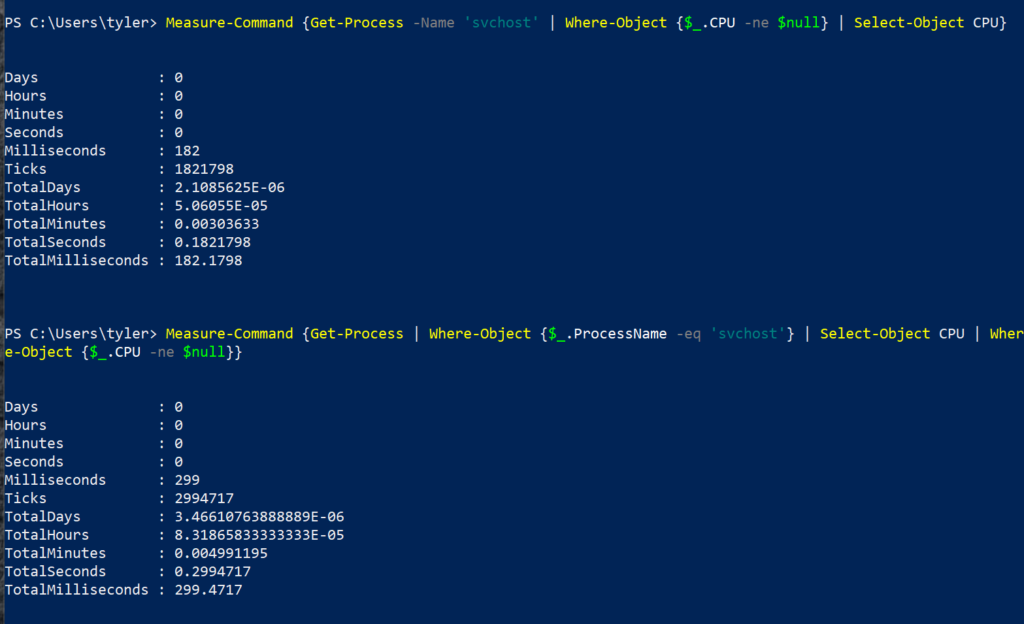 PS C:\Users\tyler> Measure-Command {Get-Process -Name 'svchost' | Where-Object {$_.CPU -ne $null} | Select-Object CPU}
Days              : 0
Hours             : 0
Minutes           : 0
Seconds           : 0
Milliseconds      : 182
Ticks             : 1821798
TotalDays         : 2.1085625E-06
TotalHours        : 5.06055E-05
TotalMinutes      : 0.00303633
TotalSeconds      : 0.1821798
TotalMilliseconds : 182.1798
PS C:\Users\tyler> Measure-Command {Get-Process | Where-Object {$_.ProcessName -eq 'svchost'} | Select-Object CPU | Wher
e-Object {$_.CPU -ne $null}}
Days              : 0
Hours             : 0
Minutes           : 0
Seconds           : 0
Milliseconds      : 299
Ticks             : 2994717
TotalDays         : 3.46610763888889E-06
TotalHours        : 8.31865833333333E-05
TotalMinutes      : 0.004991195
TotalSeconds      : 0.2994717
TotalMilliseconds : 299.4717